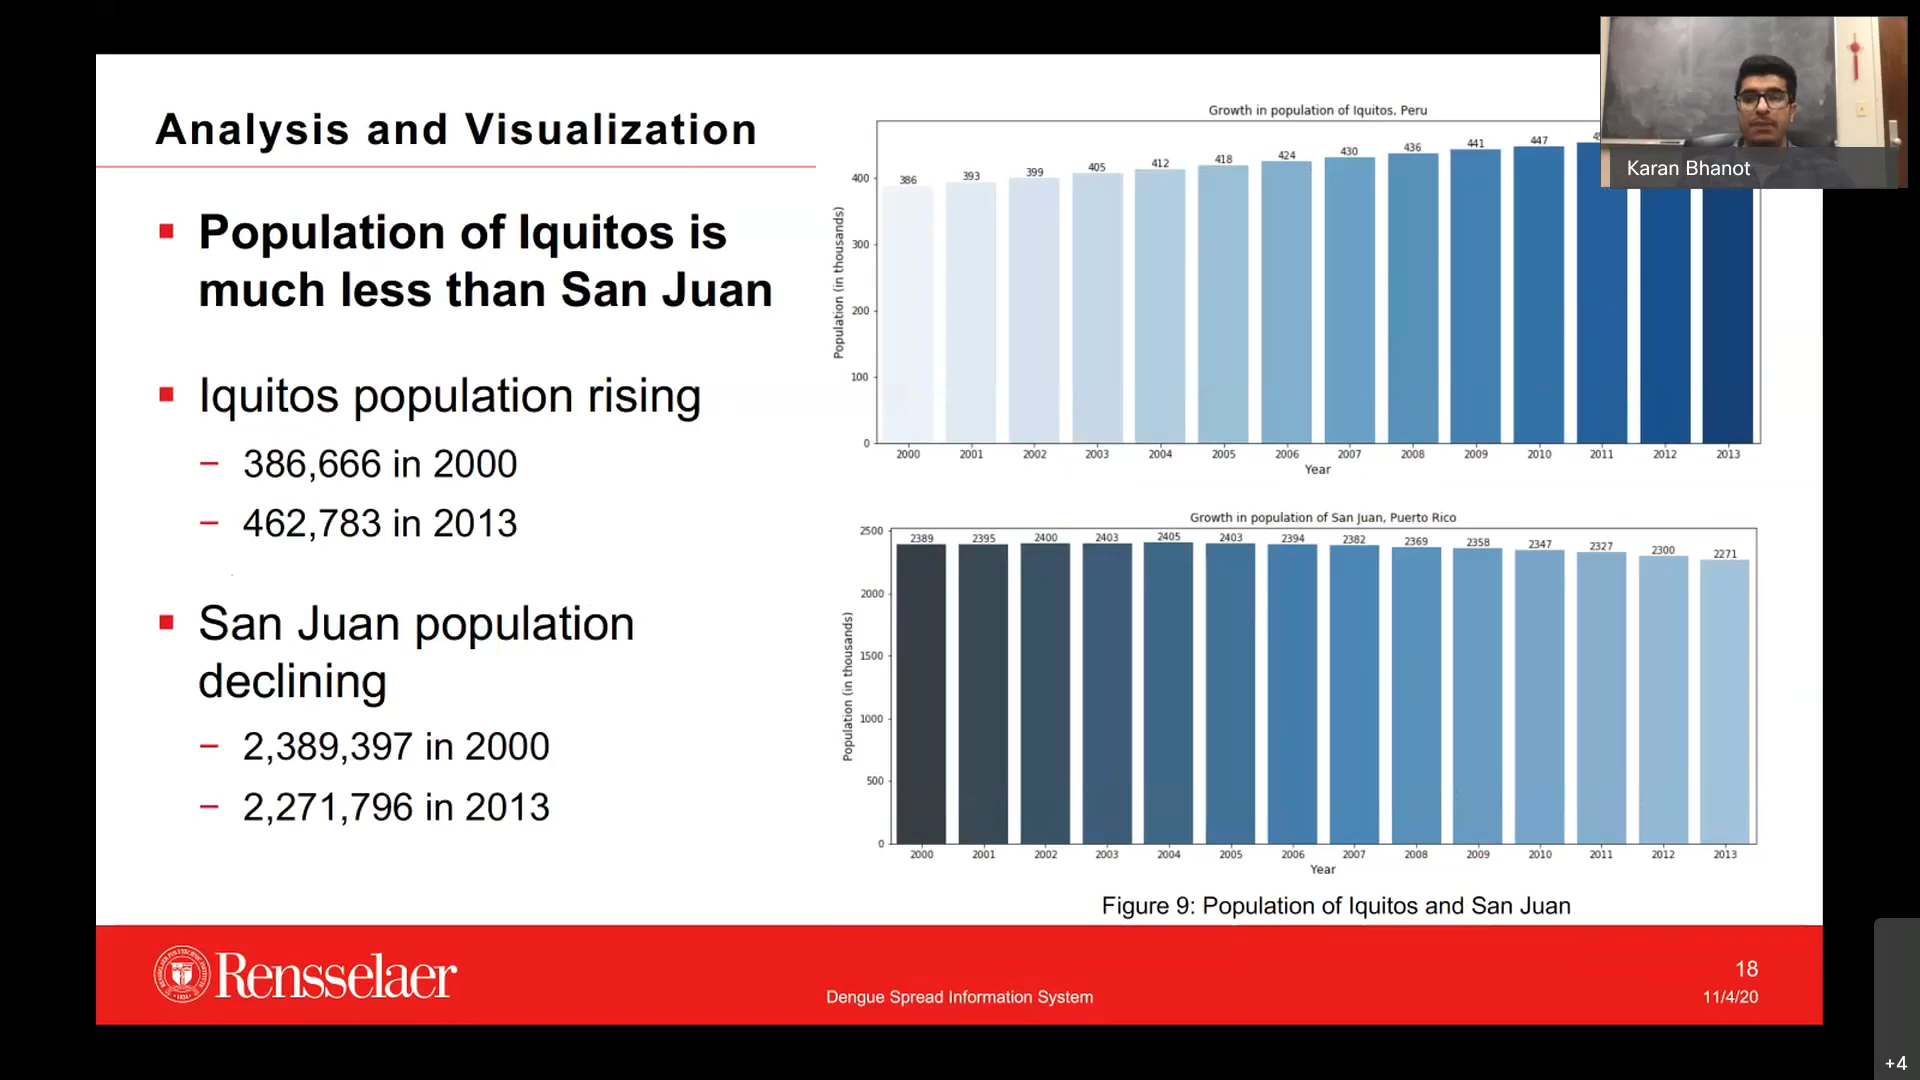 Analysis and Visualization
Population of Iquitos is
much less than San Juan
Iquitos population rising
– 386,666 in 2000
– 462,783 in 2013
San Juan population
declining
– 2,389,397 in 2000
– 2,271,796 in 2013
Growth in population of Iquitos, Peru
Population (in thousands)
400
300
200
100
0
386 393 399 405 412 418 424 430 436 441 447
2000 2001 2002 2003 2004 2005 2006 2007 2008 2009 2010 2011 2012 2013
Year
Growth in population of San Juan, Puerto Rico
Population (in thousands)
2500
2000
1500
1000
500
0
2389 2395 2400 2403 2405 2403 2394 2382 2369 2358 2347 2327 2300 2271
2000 2001 2002 2003 2004 2005 2006 2007 2008 2009 2010 2011 2012 2013
Year
Figure 9: Population of Iquitos and San Juan
Rensselaer
Dengue Spread Information System
18
11/4/20
Karan Bhanot
+4